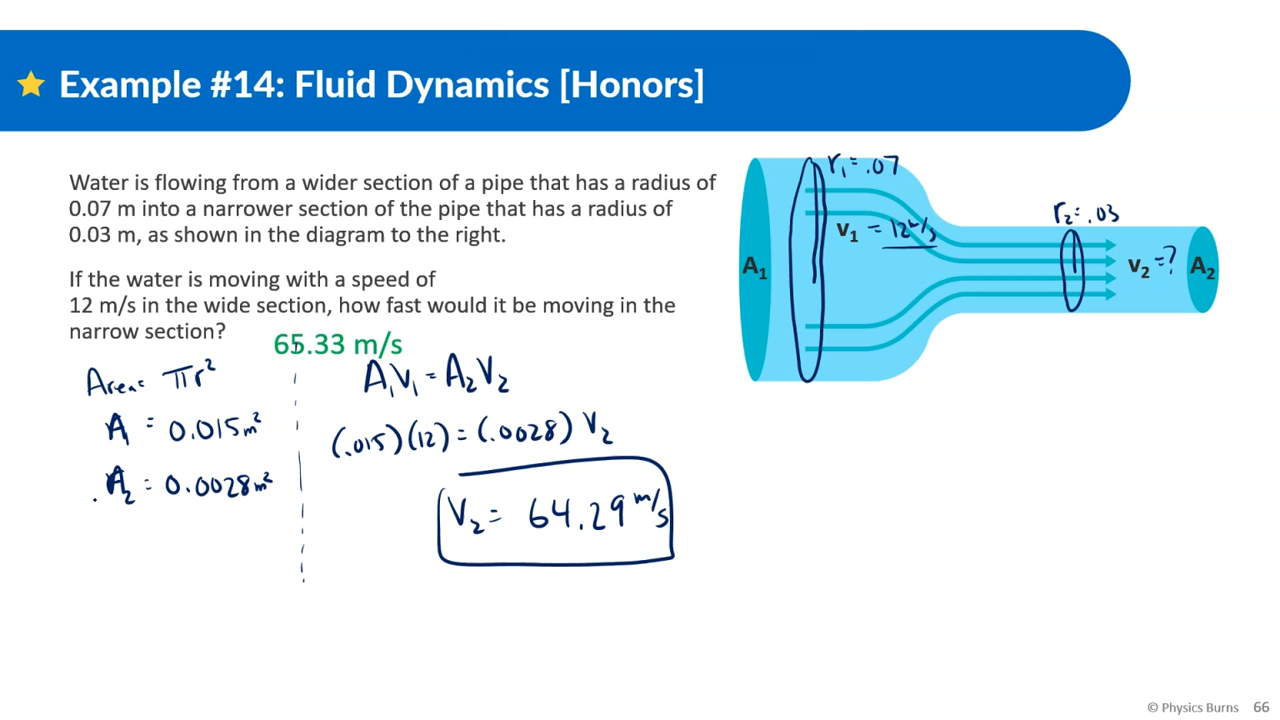 Example #14: Fluid Dynamics [Honors]
Water is flowing from a wider section of a pipe that has a radius of
0.07 m into a narrower section of the pipe that has a radius of
0.03 m, as shown in the diagram to the right.
If the water is moving with a speed of
12 m/s in the wide section, how fast would it be moving in the
narrow section?
65.33 m/s
Area = πr²
A₁ = 0.015m²
A₂ = 0.0028m²
A₁V₁ = A₂V₂
(.015)(12) = (.0028) V₂
V₂ = 64.29 m/s
r₁ = .07
A₁
v₁ = 12 m/s
r₂ = .03
v₂ = ?
A₂
© Physics Burns 66